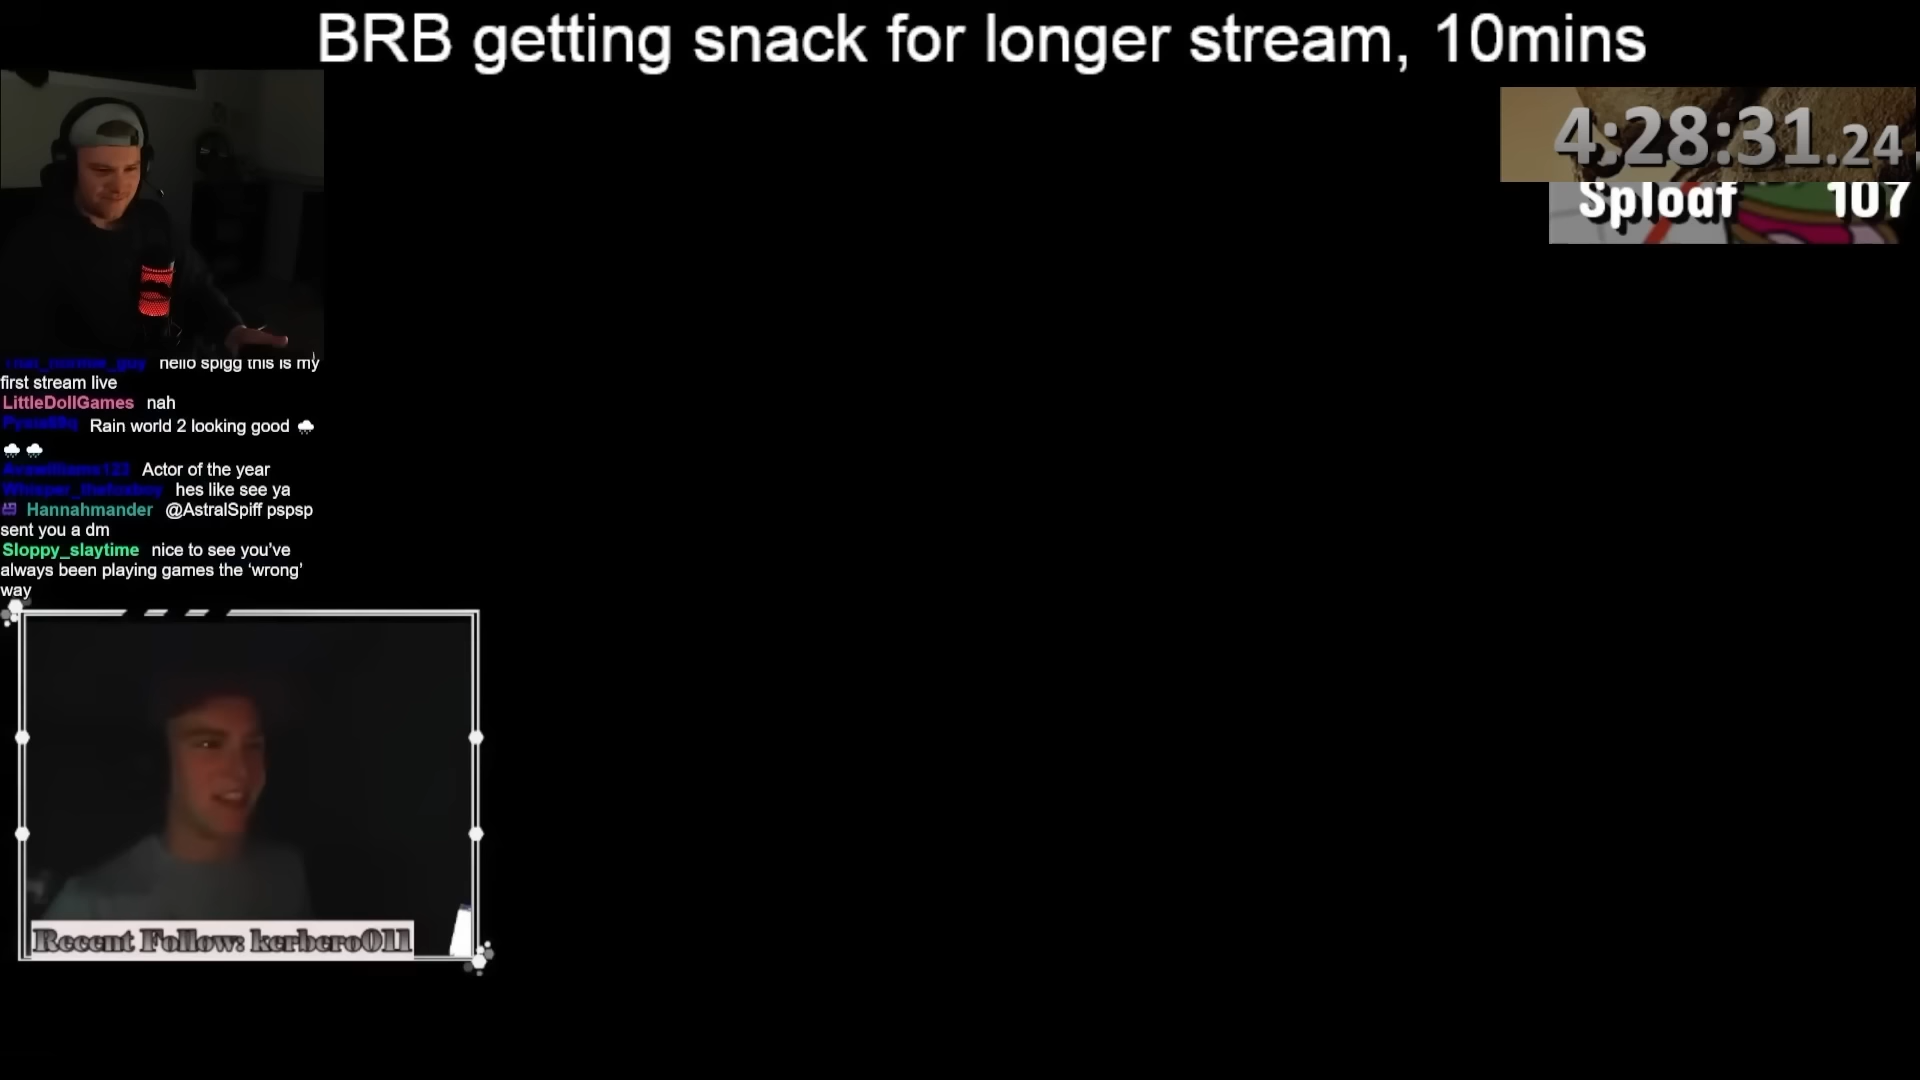 BRB getting snack for longer stream, 10mins
4:28:31.24
Sploaf 107
That_normie_guy hello spigg this is my
first stream live
LittleDollGames nah
Rain world 2 looking good
Avawilliams123 Actor of the year
Whisper_thefoxboy hes like see ya
Hannahmander @AstralSpiff pspsp
sent you a dm
Sloppy_slaytime nice to see you've
always been playing games the ‘wrong’
way
Recent Follow: kerbero011